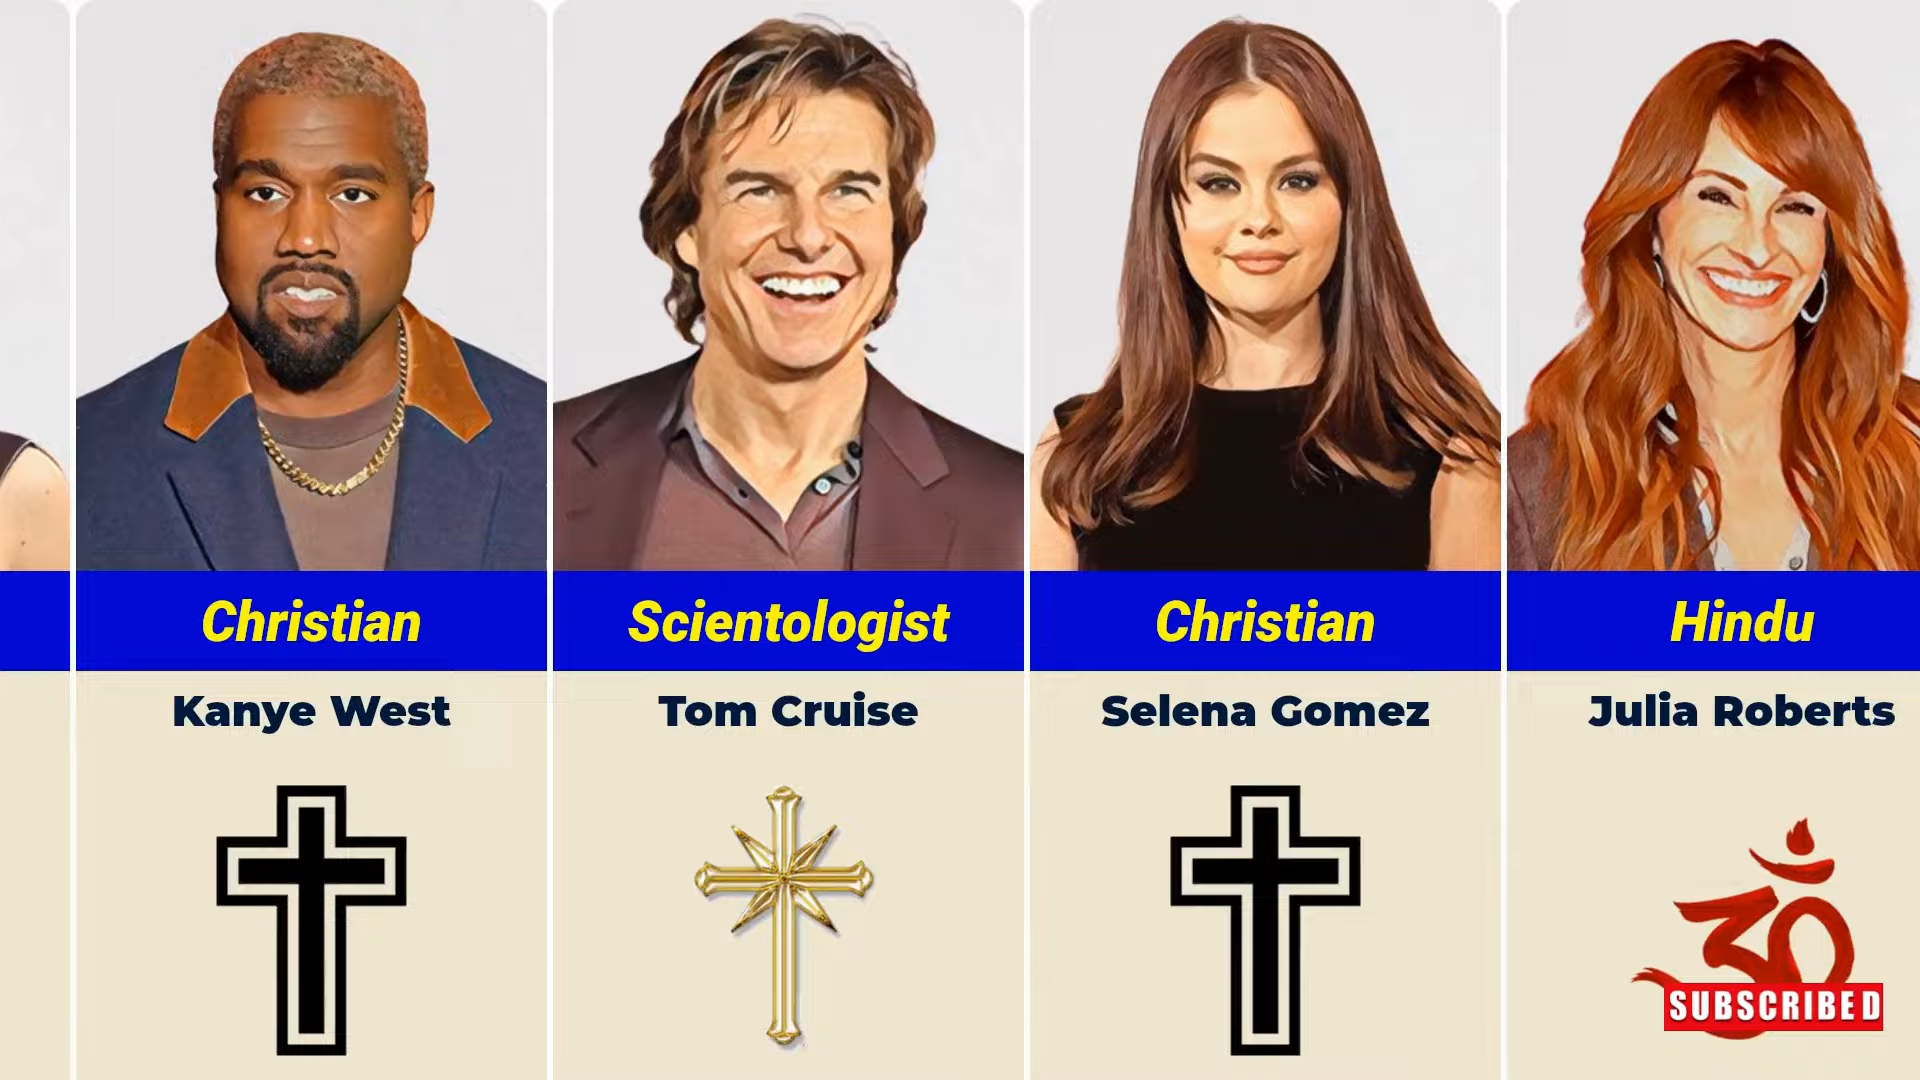 Christian
Kanye West
Scientologist
Tom Cruise
Christian
Selena Gomez
Hindu
Julia Roberts
ॐ
SUBSCRIBED